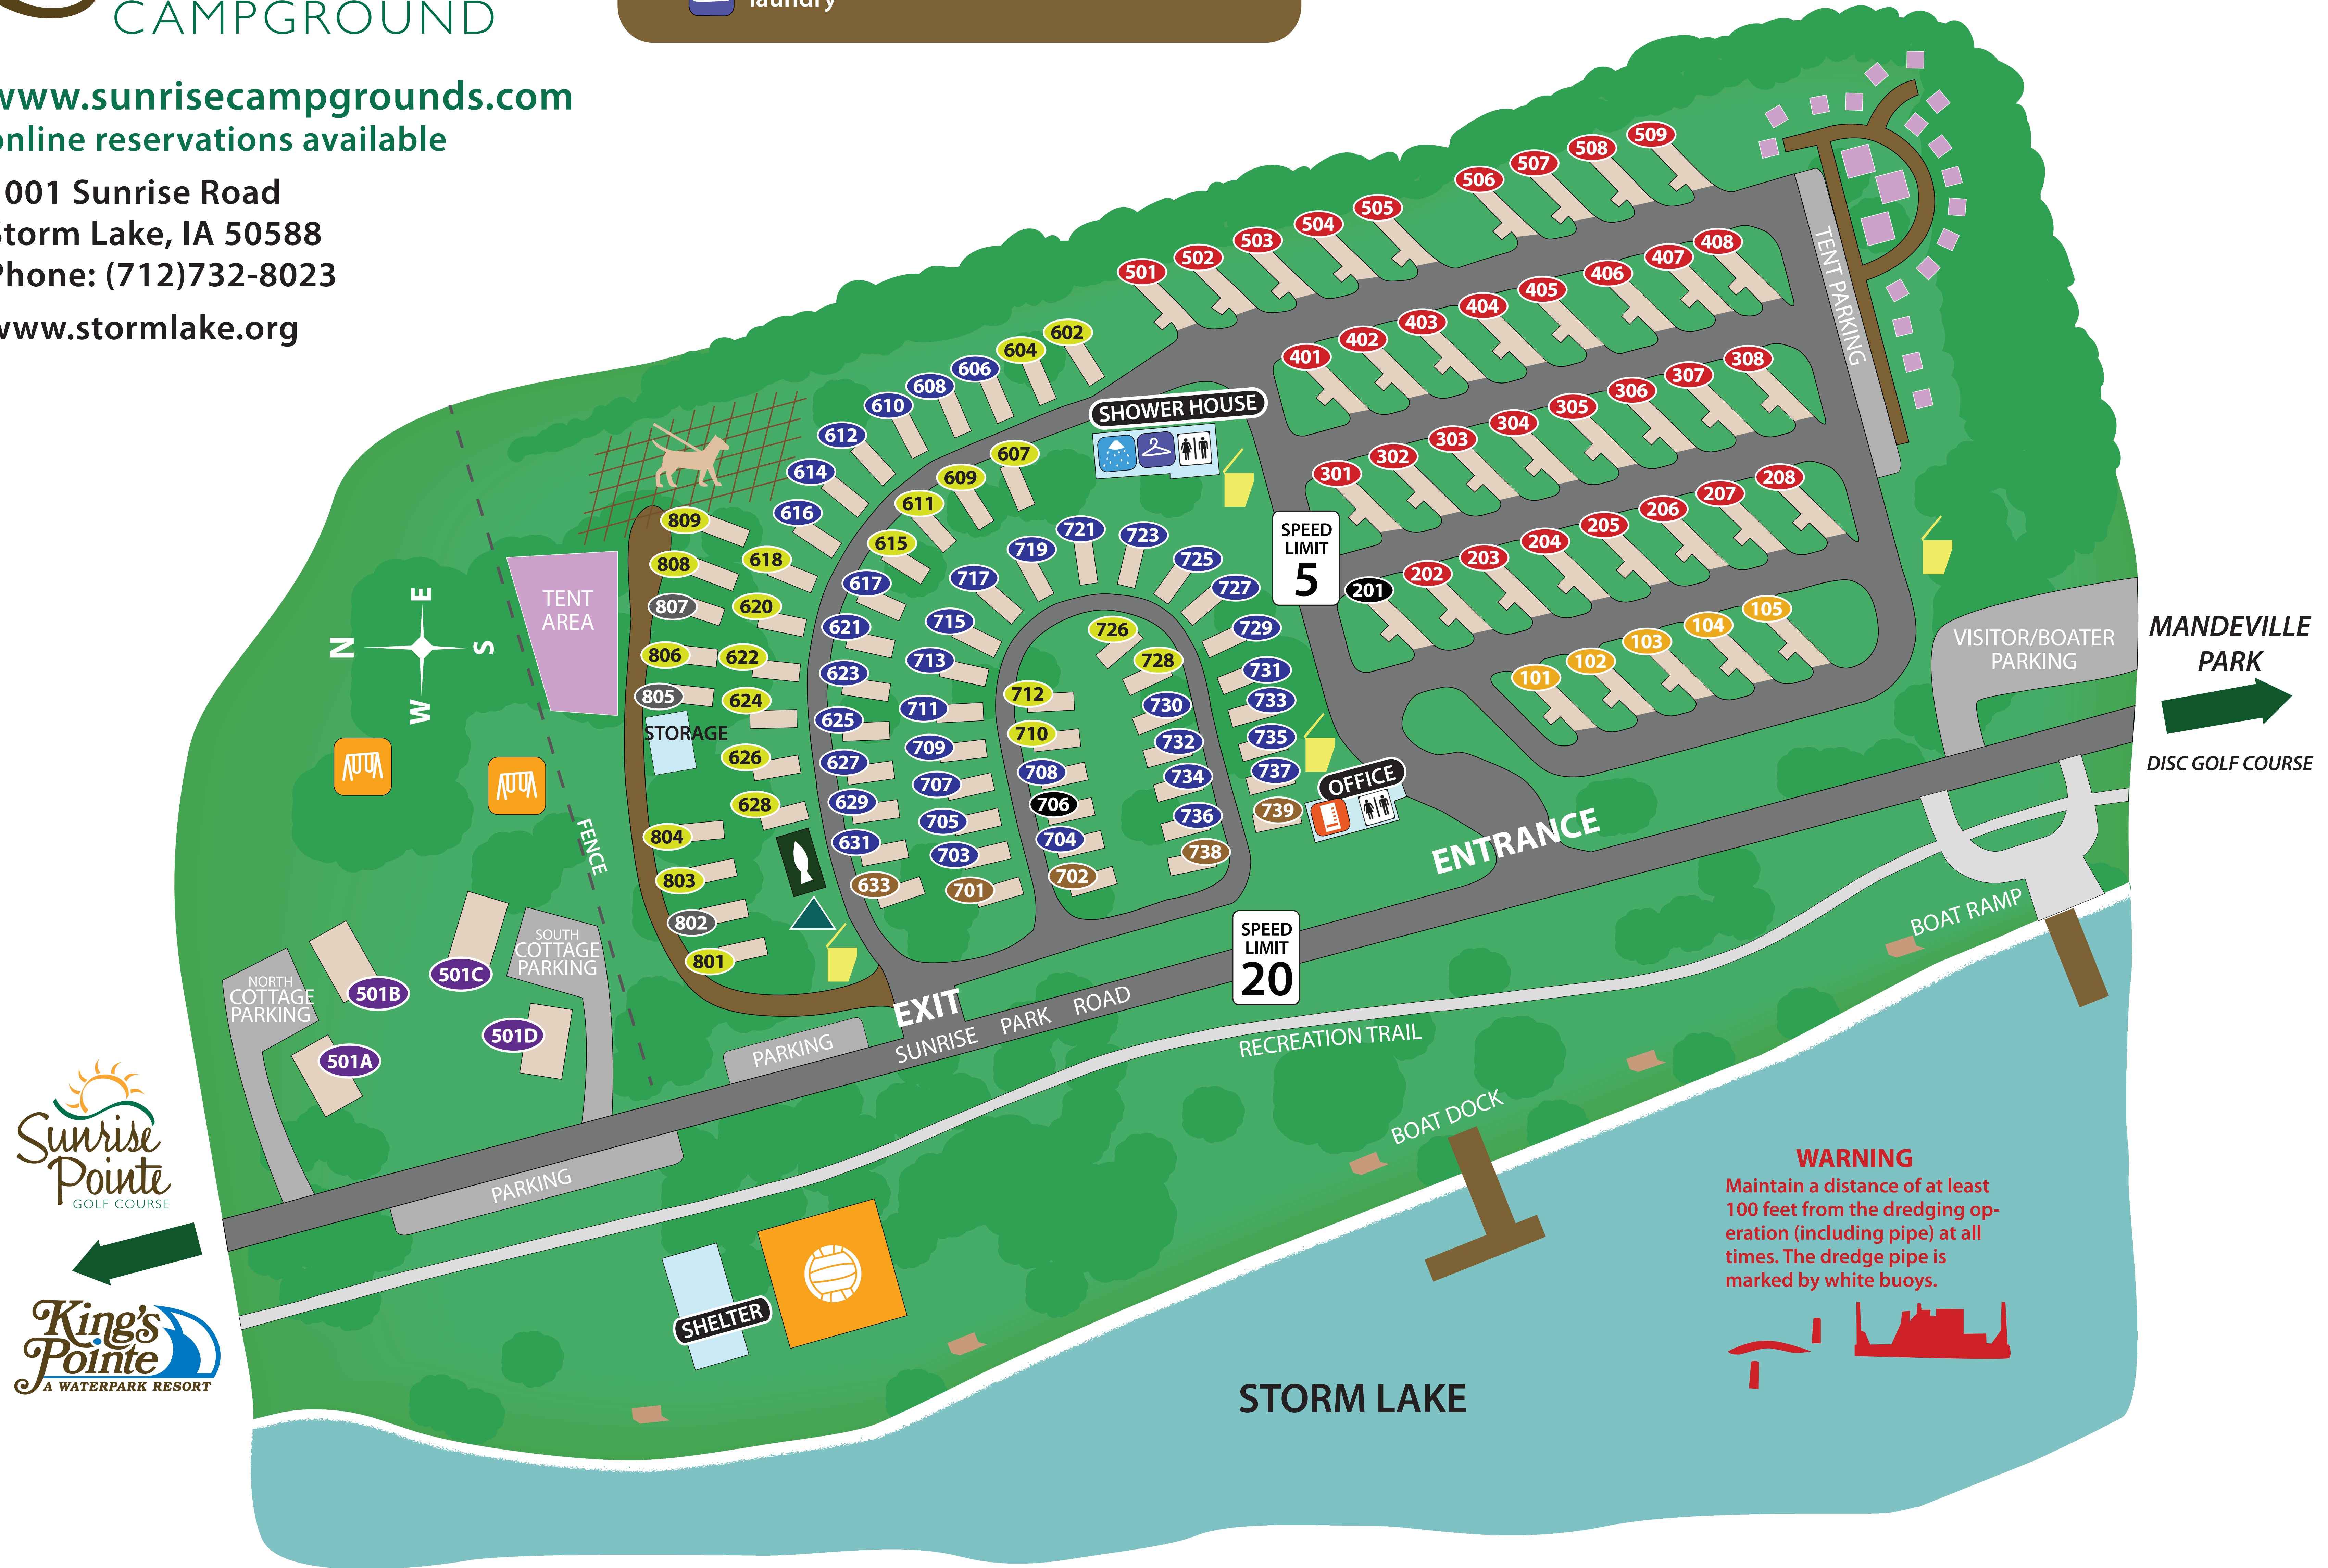 CAMPGROUND
laundry
www.sunrisecampgrounds.com
online reservations available
001 Sunrise Road
Storm Lake, IA 50588
Phone: (712)732-8023
www.stormlake.org
509
508
507
506
505
504
503
502
501
408
407
406
405
404
403
402
401
308
307
306
305
304
303
302
301
208
207
206
205
204
203
202
201
105
104
103
102
101
TENT PARKING
602
604
606
608
610
612
614
616
618
620
622
624
626
628
607
609
611
615
617
621
623
625
627
629
631
633
SHOWER HOUSE
SPEED
LIMIT
5
721
723
719
725
717
727
715
729
713
731
711
733
709
735
707
737
705
739
703
701
726
728
712
730
710
732
708
734
706
736
704
738
702
809
808
807
806
805
STORAGE
804
803
802
801
TENT
AREA
E
N
S
W
FENCE
OFFICE
ENTRANCE
VISITOR/BOATER
PARKING
MANDEVILLE
PARK
DISC GOLF COURSE
BOAT RAMP
SPEED
LIMIT
20
EXIT
SUNRISE PARK ROAD
RECREATION TRAIL
PARKING
NORTH
COTTAGE
PARKING
SOUTH
COTTAGE
PARKING
501B
501C
501D
501A
PARKING
BOAT DOCK
Sunrise
Pointe
GOLF COURSE
King's
Pointe
A WATERPARK RESORT
SHELTER
STORM LAKE
WARNING
Maintain a distance of at least
100 feet from the dredging op-
eration (including pipe) at all
times. The dredge pipe is
marked by white buoys.